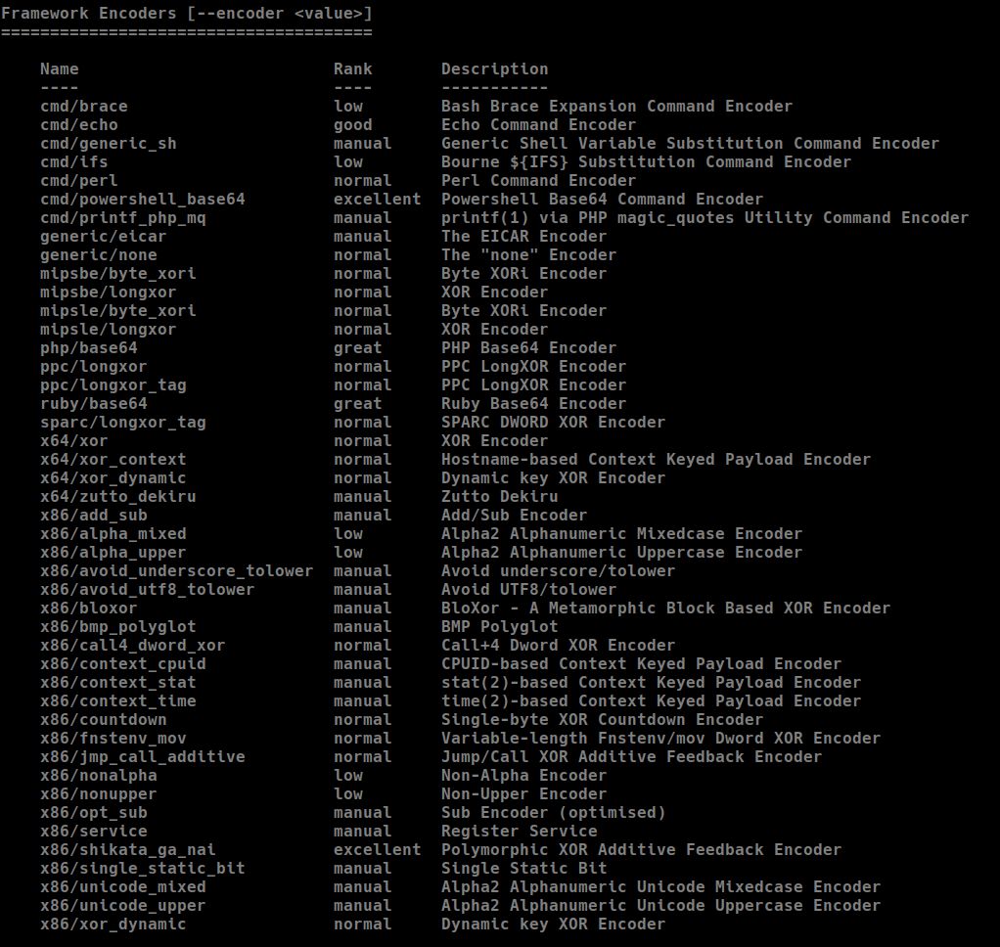 Framework Encoders [--encoder <value>]
======================================
Name Rank Description
---- ---- -----------
cmd/brace low Bash Brace Expansion Command Encoder
cmd/echo good Echo Command Encoder
cmd/generic_sh manual Generic Shell Variable Substitution Command Encoder
cmd/ifs low Bourne ${IFS} Substitution Command Encoder
cmd/perl normal Perl Command Encoder
cmd/powershell_base64 excellent Powershell Base64 Command Encoder
cmd/printf_php_mq manual printf(1) via PHP magic_quotes Utility Command Encoder
generic/eicar manual The EICAR Encoder
generic/none normal The "none" Encoder
mipsbe/byte_xori normal Byte XORi Encoder
mipsbe/longxor normal XOR Encoder
mipsle/byte_xori normal Byte XORi Encoder
mipsle/longxor normal XOR Encoder
php/base64 great PHP Base64 Encoder
ppc/longxor normal PPC LongXOR Encoder
ppc/longxor_tag normal PPC LongXOR Encoder
ruby/base64 great Ruby Base64 Encoder
sparc/longxor_tag normal SPARC DWORD XOR Encoder
x64/xor normal XOR Encoder
x64/xor_context normal Hostname-based Context Keyed Payload Encoder
x64/xor_dynamic normal Dynamic key XOR Encoder
x64/zutto_dekiru manual Zutto Dekiru
x86/add_sub manual Add/Sub Encoder
x86/alpha_mixed low Alpha2 Alphanumeric Mixedcase Encoder
x86/alpha_upper low Alpha2 Alphanumeric Uppercase Encoder
x86/avoid_underscore_tolower manual Avoid underscore/tolower
x86/avoid_utf8_tolower manual Avoid UTF8/tolower
x86/bloxor manual BloXor - A Metamorphic Block Based XOR Encoder
x86/bmp_polyglot manual BMP Polyglot
x86/call4_dword_xor normal Call+4 Dword XOR Encoder
x86/context_cpuid manual CPUID-based Context Keyed Payload Encoder
x86/context_stat manual stat(2)-based Context Keyed Payload Encoder
x86/context_time manual time(2)-based Context Keyed Payload Encoder
x86/countdown normal Single-byte XOR Countdown Encoder
x86/fnstenv_mov normal Variable-length Fnstenv/mov Dword XOR Encoder
x86/jmp_call_additive normal Jump/Call XOR Additive Feedback Encoder
x86/nonalpha low Non-Alpha Encoder
x86/nonupper low Non-Upper Encoder
x86/opt_sub manual Sub Encoder (optimised)
x86/service manual Register Service
x86/shikata_ga_nai excellent Polymorphic XOR Additive Feedback Encoder
x86/single_static_bit manual Single Static Bit
x86/unicode_mixed manual Alpha2 Alphanumeric Unicode Mixedcase Encoder
x86/unicode_upper manual Alpha2 Alphanumeric Unicode Uppercase Encoder
x86/xor_dynamic normal Dynamic key XOR Encoder